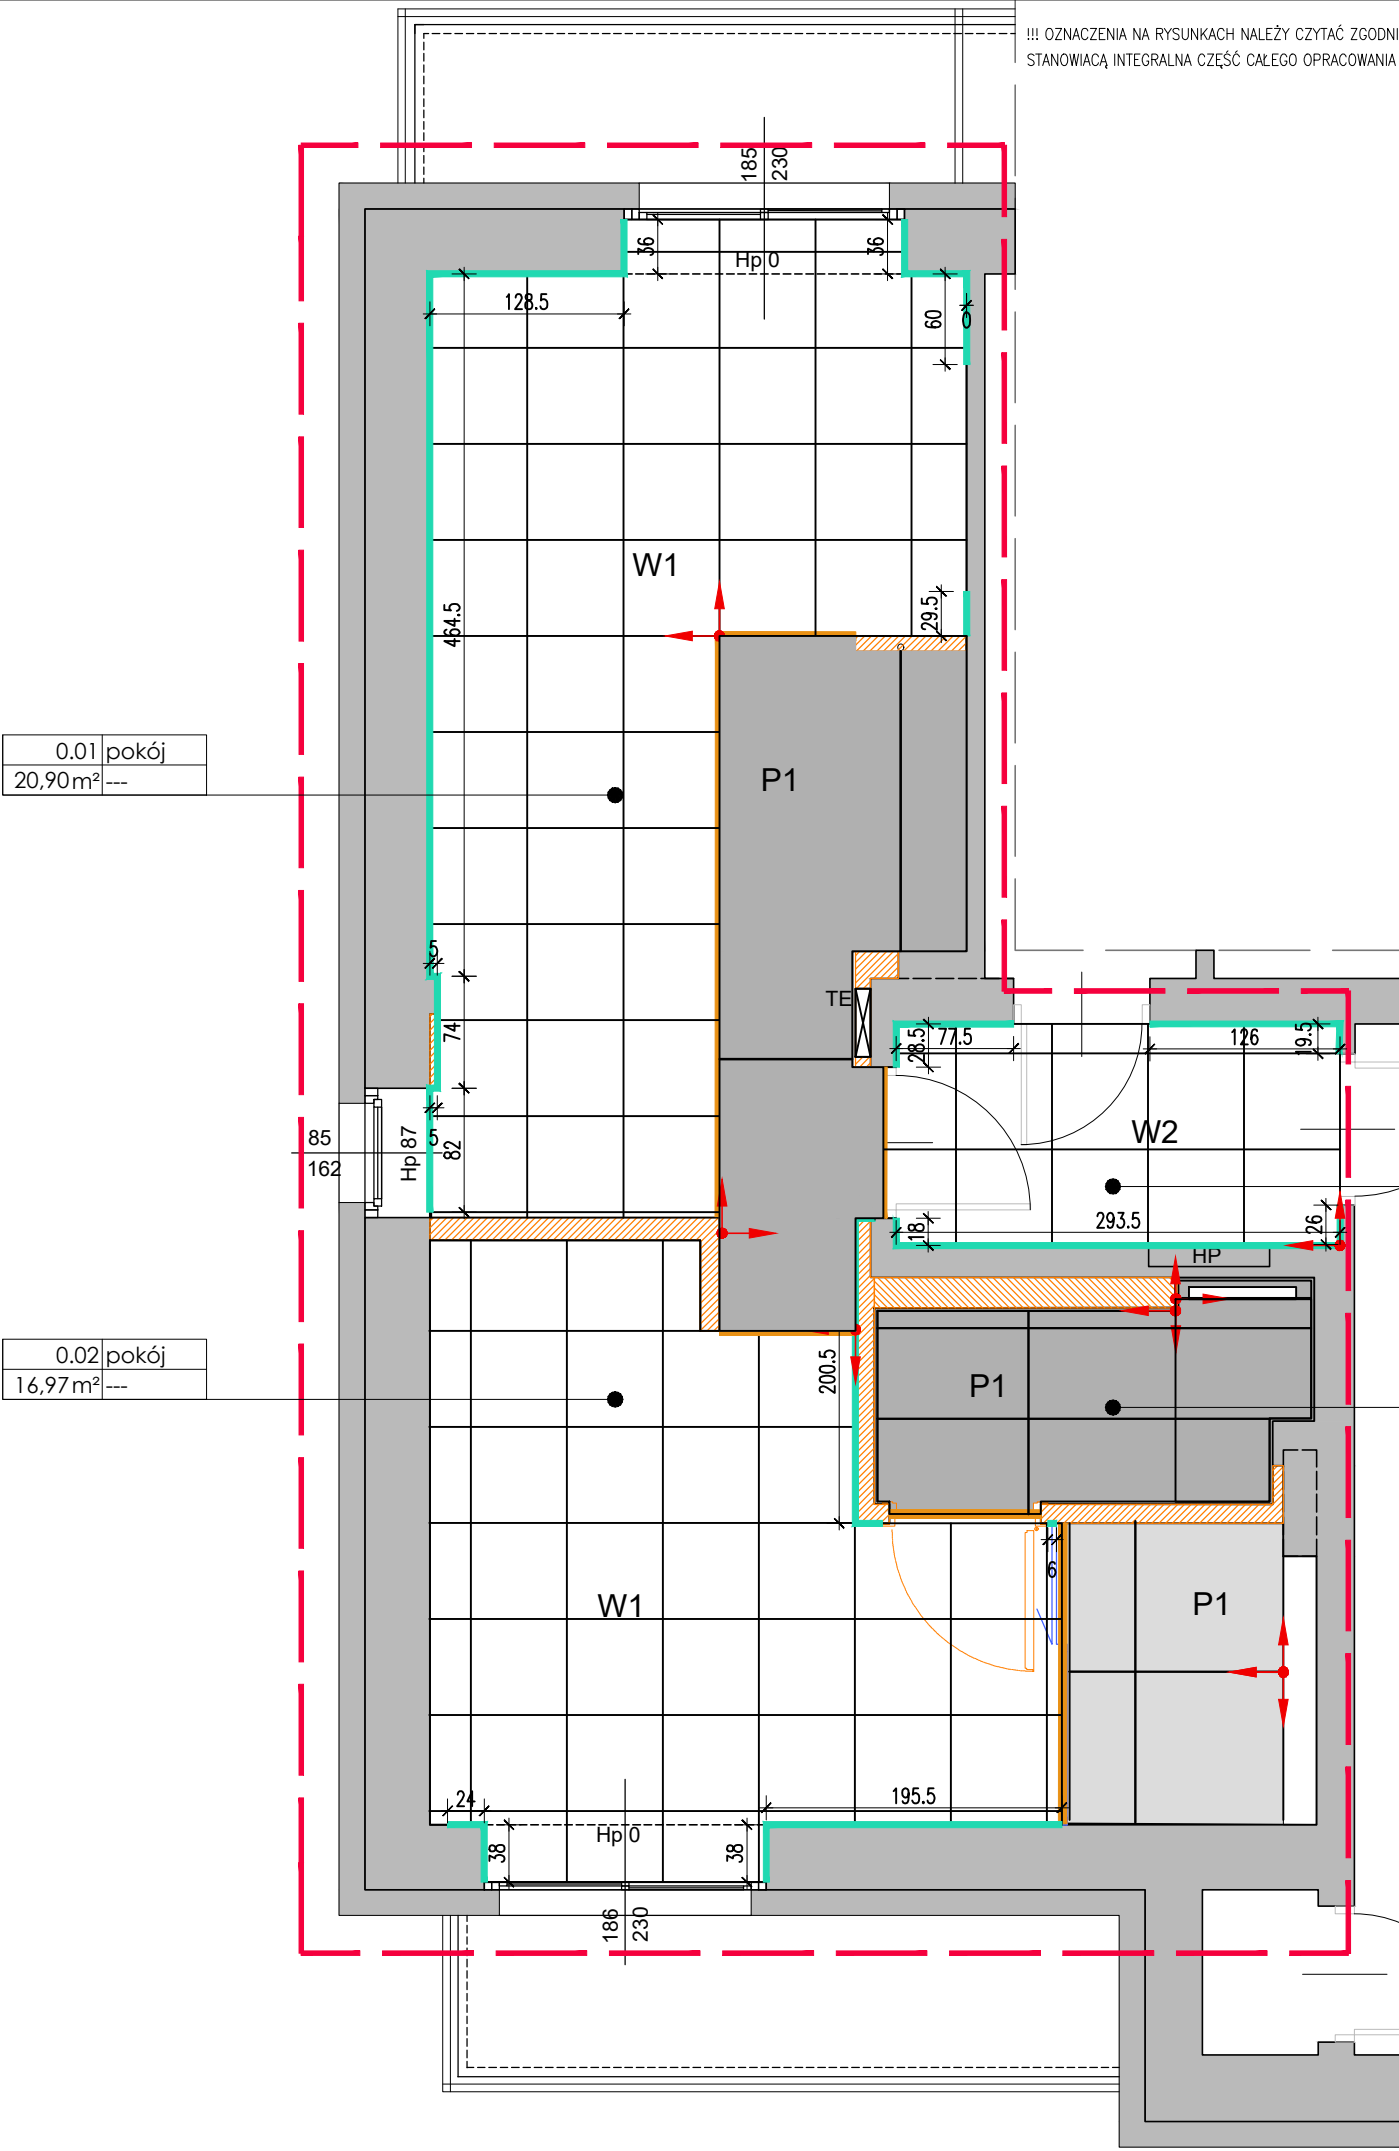 !!! OZNACZENIA NA RYSUNKACH NALEŻY CZYTAĆ ZGODNI
STANOWIACĄ INTEGRALNA CZĘŚĆ CAŁEGO OPRACOWANIA
185
230
36
36
Hp 0
128.5
60
0
W1
464.5
29.5
0.01 pokój
20,90 m² ---
P1
5
TE
74
28.5
77.5
126
19.5
85
162
Hp 87
5
82
W2
18
293.5
26
HP
0.02 pokój
16,97 m² ---
200.5
P1
6
W1
P1
24
195.5
38
Hp 0
38
186
230